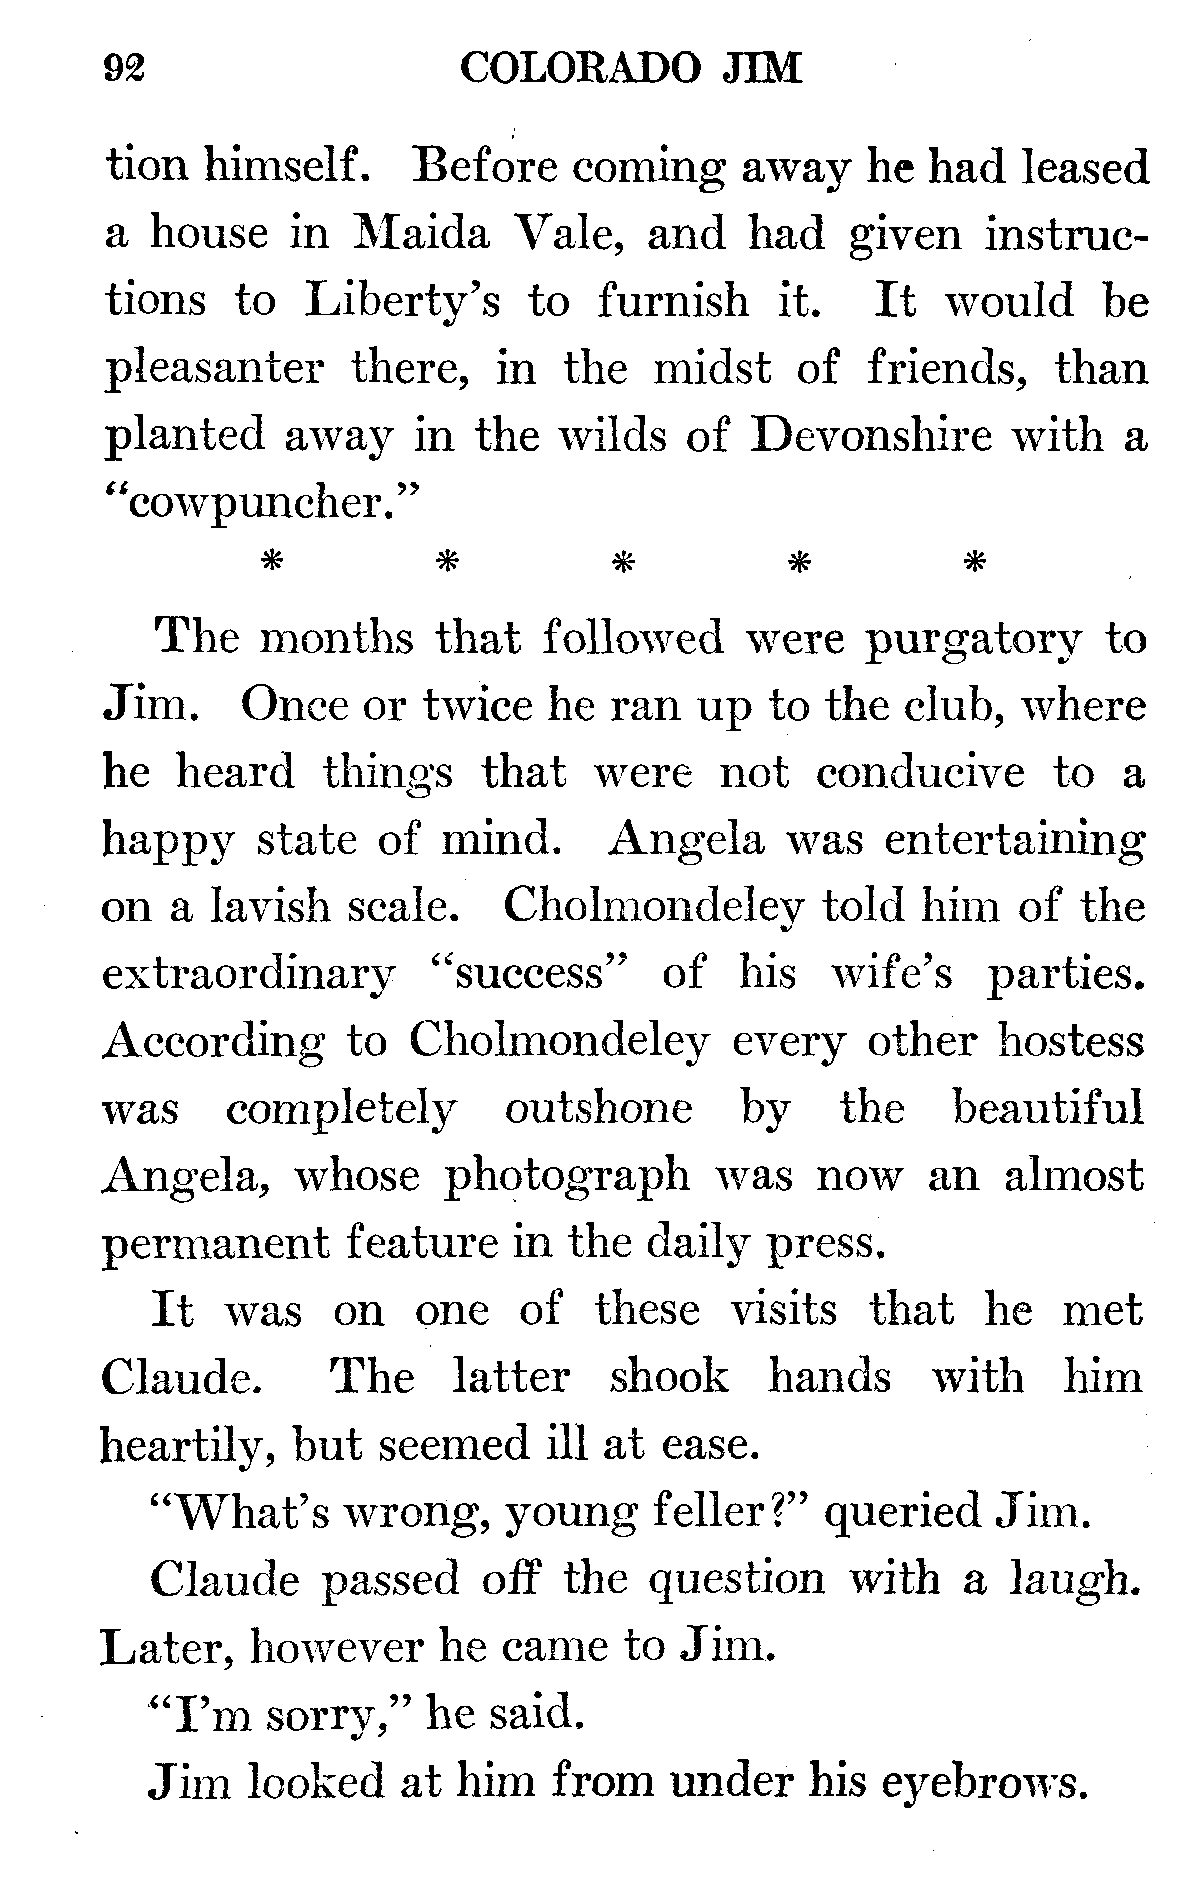 92 COLORADO JIM
tion himself. Before coming away he had leased
a house in Maida Vale, and had given instruc-
tions to Liberty's to furnish it. It would be
pleasanter there, in the midst of friends, than
planted away in the wilds of Devonshire with a
"cowpuncher."
* * * * *
The months that followed were purgatory to
Jim. Once or twice he ran up to the club, where
he heard things that were not conducive to a
happy state of mind. Angela was entertaining
on a lavish scale. Cholmondeley told him of the
extraordinary "success" of his wife's parties.
According to Cholmondeley every other hostess
was completely outshone by the beautiful
Angela, whose photograph was now an almost
permanent feature in the daily press.
It was on one of these visits that he met
Claude. The latter shook hands with him
heartily, but seemed ill at ease.
"What's wrong, young feller?" queried Jim.
Claude passed off the question with a laugh.
Later, however he came to Jim.
"I'm sorry," he said.
Jim looked at him from under his eyebrows.